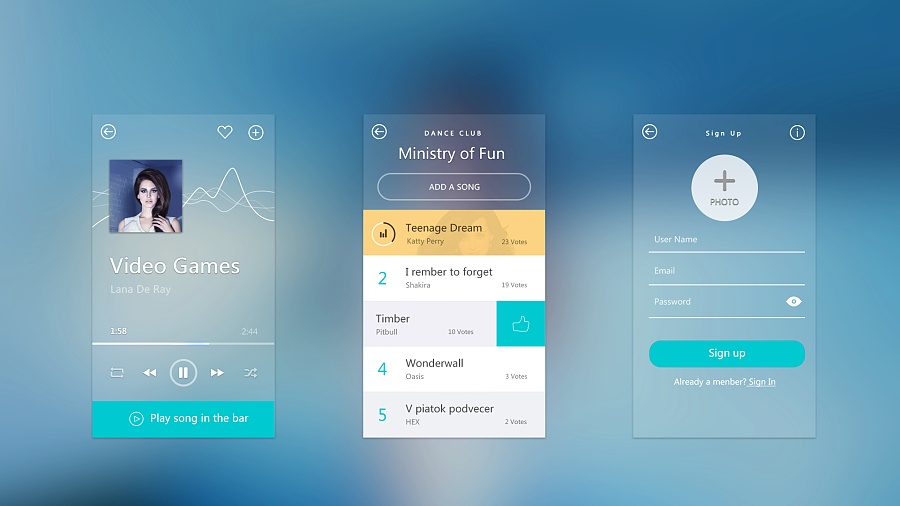 Video Games
Lana De Ray
1:58
2:44
Play song in the bar
DANCE CLUB
Ministry of Fun
ADD A SONG
Teenage Dream
Katty Perry
23 Votes
2
I rember to forget
Shakira
19 Votes
Timber
Pitbull
10 Votes
4
Wonderwall
Oasis
3 Votes
5
V piatok podvecer
HEX
2 Votes
Sign Up
PHOTO
User Name
Email
Password
Sign up
Already a menber? Sign In